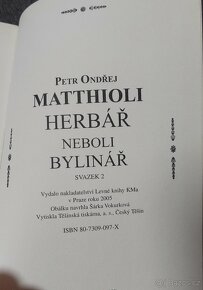 PETR ONDŘEJ
MATTHIOLI
HERBÁŘ
NEBOLI
BYLINÁŘ
SVAZEK 2
Vydalo nakladatelství Levné knihy KMa
v Praze roku 2005
Obálku navrhla Šárka Vokurková
Vytiskla Těšínská tiskárna, a. s., Český Těšín
ISBN 80-7309-097-X